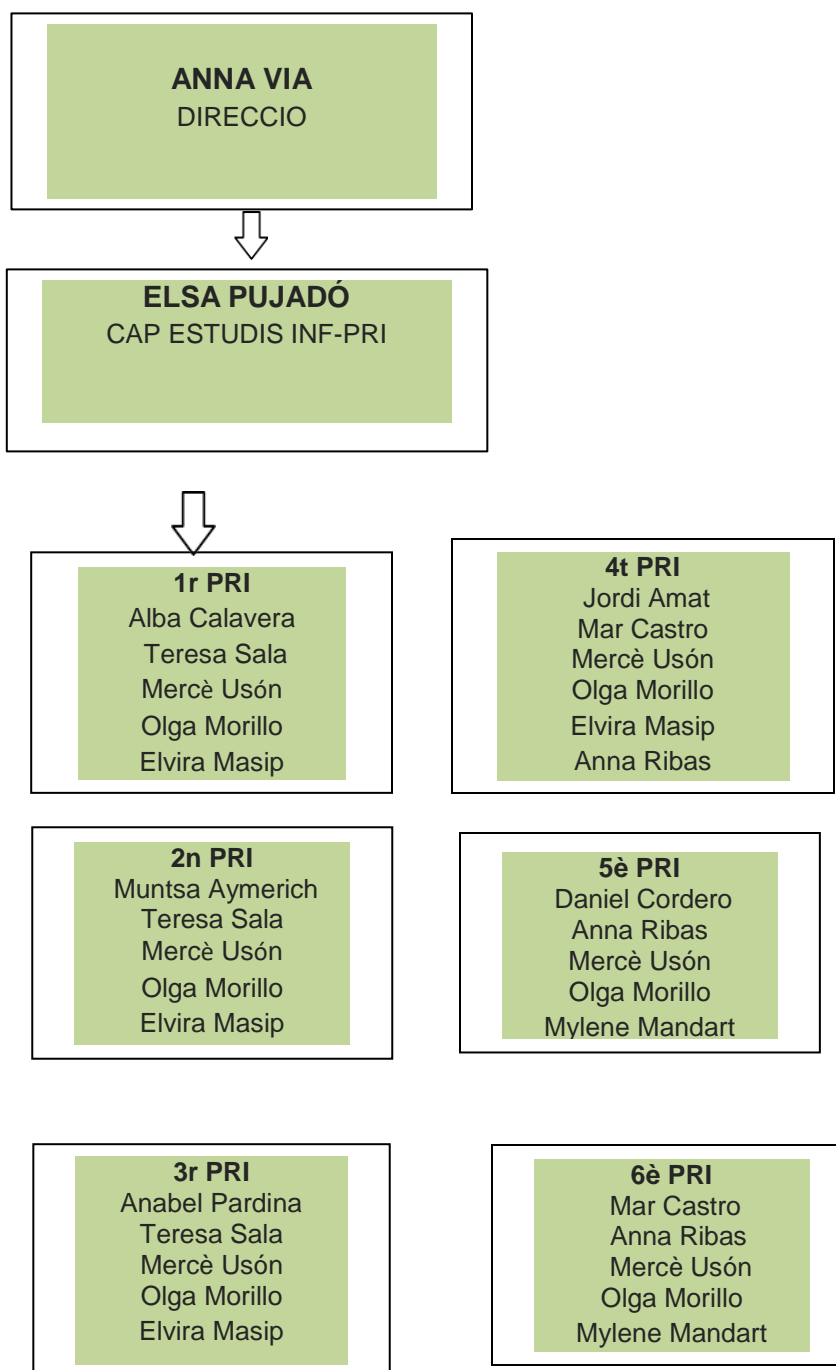 ANNA VIA
DIRECCIO
ELSA PUJADÓ
CAP ESTUDIS INF-PRI
1r PRI
Alba Calavera
Teresa Sala
Mercè Usón
Olga Morillo
Elvira Masip
4t PRI
Jordi Amat
Mar Castro
Mercè Usón
Olga Morillo
Elvira Masip
Anna Ribas
2n PRI
Muntsa Aymerich
Teresa Sala
Mercè Usón
Olga Morillo
Elvira Masip
5è PRI
Daniel Cordero
Anna Ribas
Mercè Usón
Olga Morillo
Mylene Mandart
3r PRI
Anabel Pardina
Teresa Sala
Mercè Usón
Olga Morillo
Elvira Masip
6è PRI
Mar Castro
Anna Ribas
Mercè Usón
Olga Morillo
Mylene Mandart